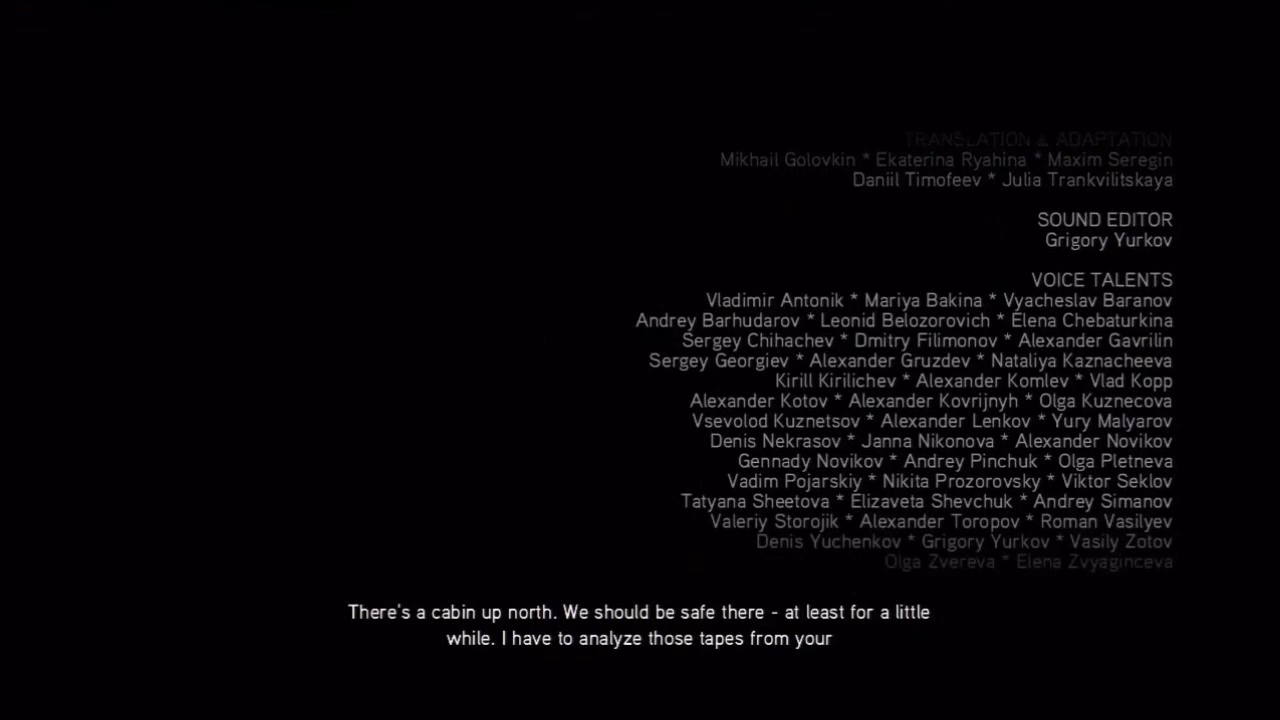 TRANSLATION & ADAPTATION
Mikhail Golovkin * Ekaterina Ryahina * Maxim Seregin
Daniil Timofeev * Julia Trankvilitskaya
SOUND EDITOR
Grigory Yurkov
VOICE TALENTS
Vladimir Antonik * Mariya Bakina * Vyacheslav Baranov
Andrey Barhudarov * Leonid Belozorovich * Elena Chebaturkina
Sergey Chihachev * Dmitry Filimonov * Alexander Gavrilin
Sergey Georgiev * Alexander Gruzdev * Nataliya Kaznacheeva
Kirill Kirilichev * Alexander Komlev * Vlad Kopp
Alexander Kotov * Alexander Kovrijnyh * Olga Kuznecova
Vsevolod Kuznetsov * Alexander Lenkov * Yury Malyarov
Denis Nekrasov * Janna Nikonova * Alexander Novikov
Gennady Novikov * Andrey Pinchuk * Olga Pletneva
Vadim Pojarskiy * Nikita Prozorovsky * Viktor Seklov
Tatyana Sheetova * Elizaveta Shevchuk * Andrey Simanov
Valeriy Storojik * Alexander Toropov * Roman Vasilyev
Denis Yuchenkov * Grigory Yurkov * Vasily Zotov
Olga Zvereva * Elena Zvyaginceva
There's a cabin up north. We should be safe there - at least for a little
while. I have to analyze those tapes from your